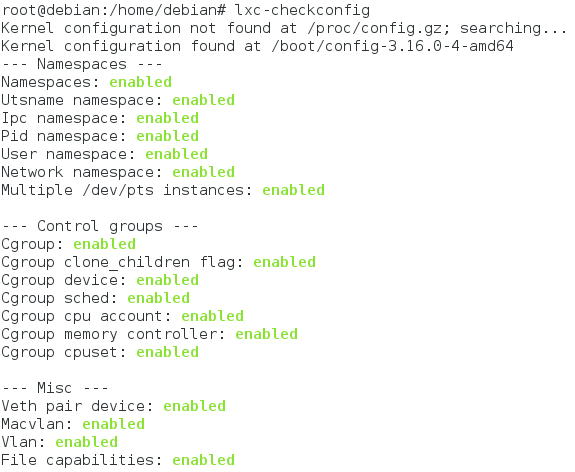 root@debian:/home/debian# lxc-checkconfig
Kernel configuration not found at /proc/config.gz; searching...
Kernel configuration found at /boot/config-3.16.0-4-amd64
--- Namespaces ---
Namespaces: enabled
Utsname namespace: enabled
Ipc namespace: enabled
Pid namespace: enabled
User namespace: enabled
Network namespace: enabled
Multiple /dev/pts instances: enabled

--- Control groups ---
Cgroup: enabled
Cgroup clone_children flag: enabled
Cgroup device: enabled
Cgroup sched: enabled
Cgroup cpu account: enabled
Cgroup memory controller: enabled
Cgroup cpuset: enabled

--- Misc ---
Veth pair device: enabled
Macvlan: enabled
Vlan: enabled
File capabilities: enabled